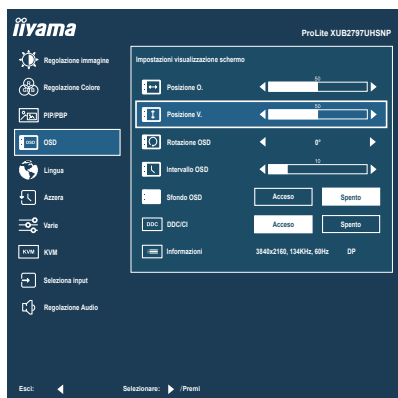 iiyama
ProLite XUB2797UHSNP
Regolazione immagine
Regolazione Colore
PIP/PBP
OSD OSD
Lingua
Azzera
Varie
KVM KVM
Seleziona input
Regolazione Audio
Impostazioni visualizzazione schermo
Posizione O. 50
Posizione V. 50
Rotazione OSD 0°
Intervallo OSD 10
Sfondo OSD Acceso Spento
DDC DDC/CI Acceso Spento
Informazioni 3840x2160, 134KHz, 60Hz DP
Esci: Selezionare: /Premi